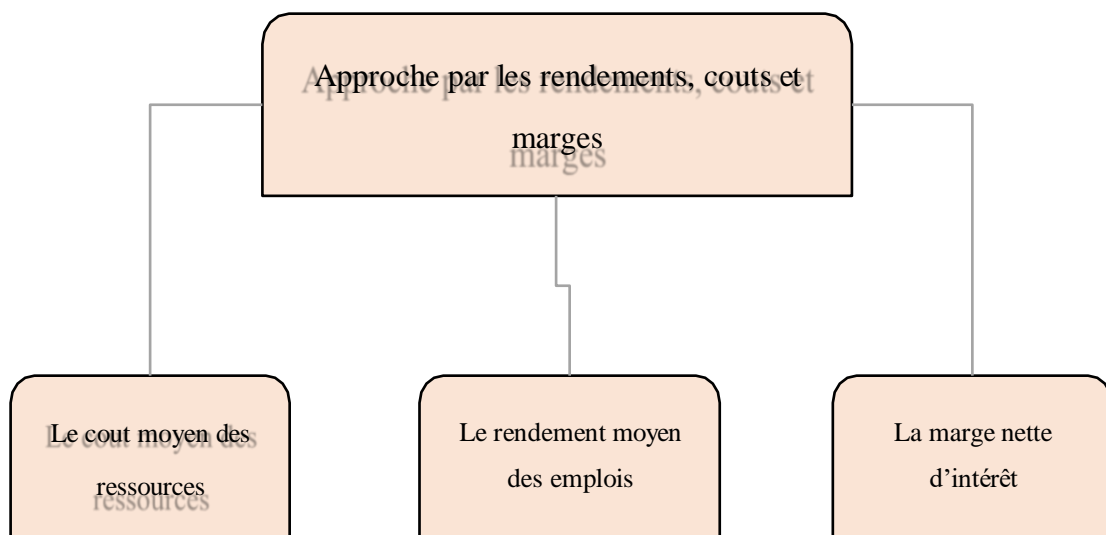 Approche par les rendements, couts et
marges
Le cout moyen des
ressources
Le rendement moyen
des emplois
La marge nette
d’intérêt